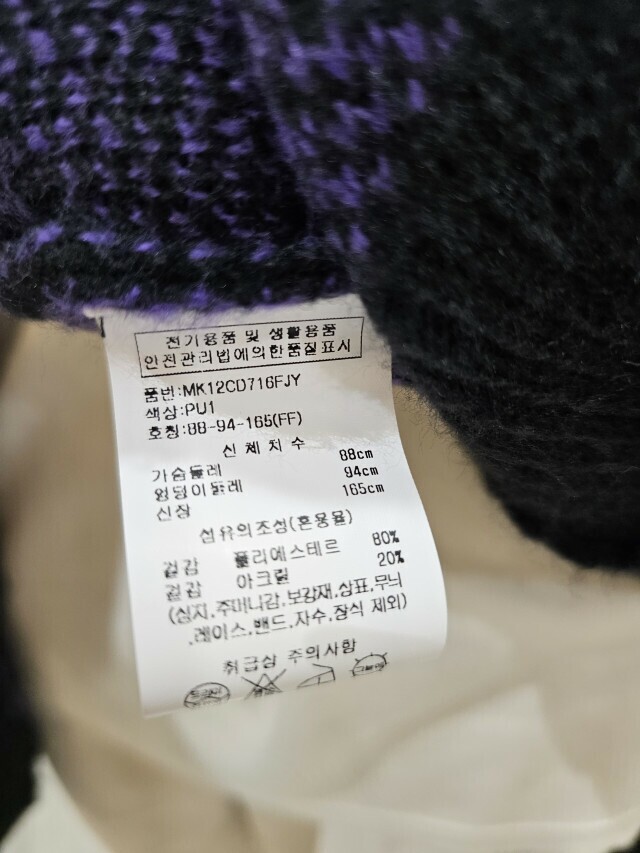 전기용품 및 생활용품
안전관리법에의한품질표시
품번:MK12CD716FJY
색상:PU1
호칭:88-94-165(FF)
신체치수
가슴둘레 88cm
엉덩이둘레 94cm
신장 165cm
섬유의조성(혼용율)
겉감 폴리에스테르 80%
겉감 아크릴 20%
(심지,주머니감,보강재,상표,무늬
,레이스,밴드,자수,장식 제외)
취급상 주의사항